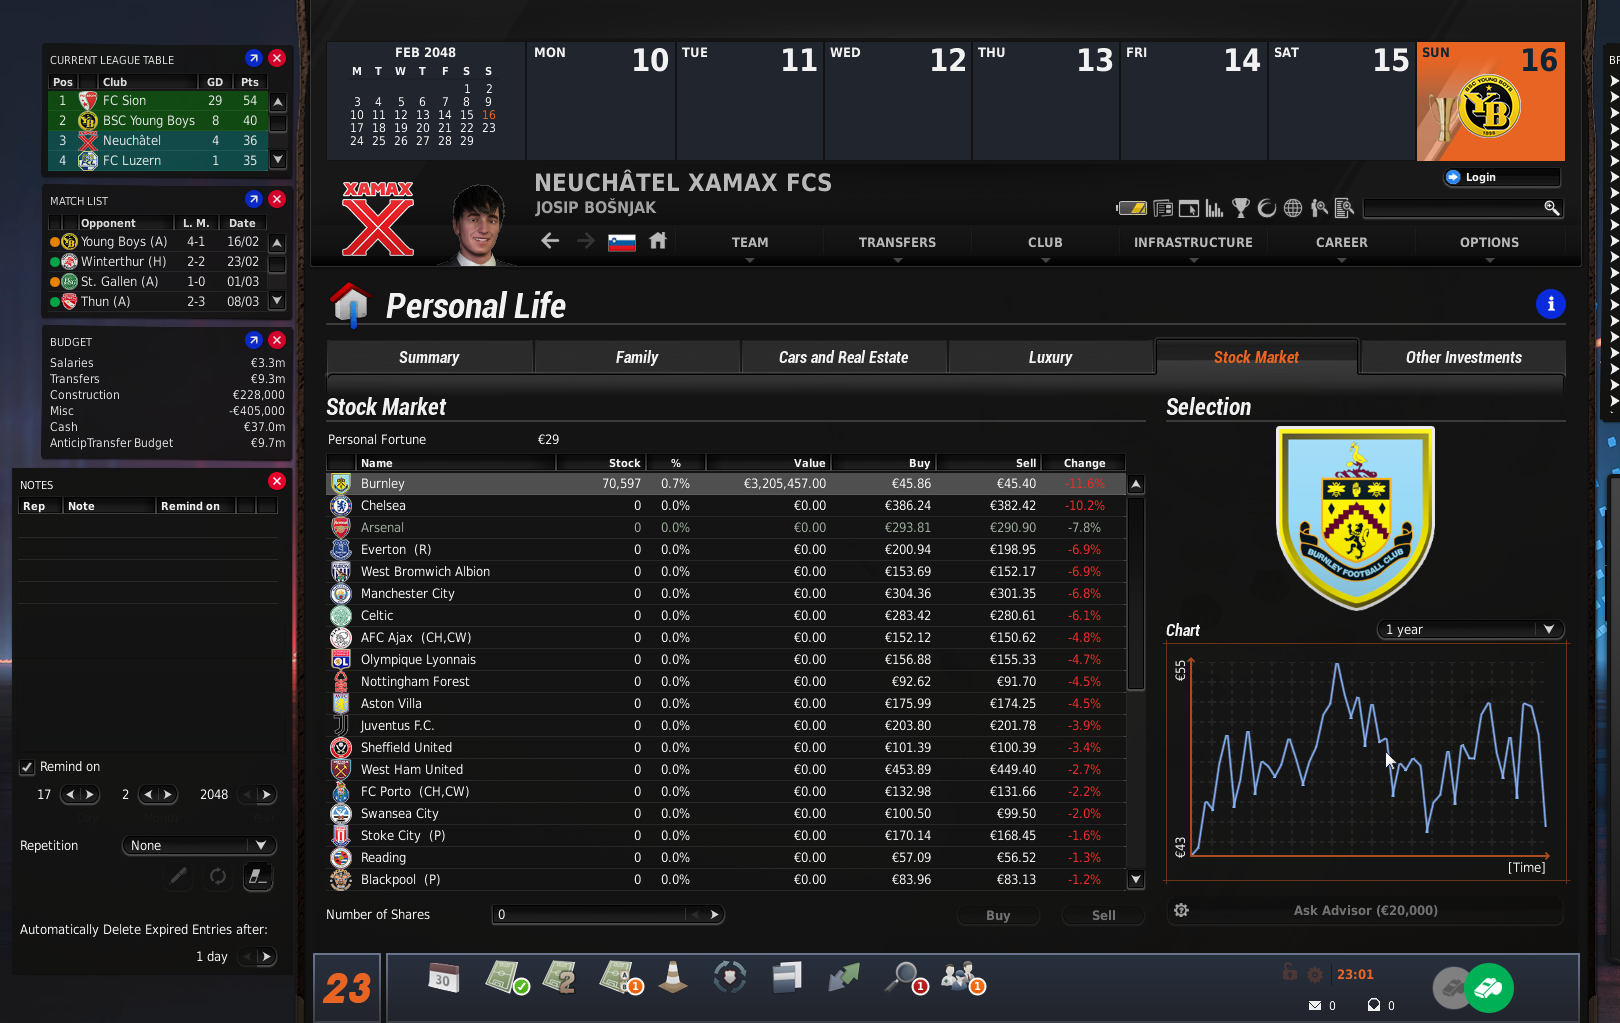 CURRENT LEAGUE TABLE
Pos Club GD Pts
1 FC Sion 29 54
2 BSC Young Boys 8 40
3 Neuchâtel 4 36
4 FC Luzern 1 35
MATCH LIST
Opponent L. M. Date
Young Boys (A) 4-1 16/02
Winterthur (H) 2-2 23/02
St. Gallen (A) 1-0 01/03
Thun (A) 2-3 08/03
BUDGET
Salaries €3.3m
Transfers €9.3m
Construction €228,000
Misc -€405,000
Cash €37.0m
AnticipTransfer Budget €9.7m
NOTES
Rep Note Remind on
Remind on
17 2 2048
Day Month Year
Repetition None
Automatically Delete Expired Entries after:
1 day
FEB 2048
M T W T F S S
1 2
3 4 5 6 7 8 9
10 11 12 13 14 15 16
17 18 19 20 21 22 23
24 25 26 27 28 29
MON 10 TUE 11 WED 12 THU 13 FRI 14 SAT 15 SUN 16
BSC YOUNG BOYS
YB
1898
XAMAX
NEUCHÂTEL XAMAX FCS
JOSIP BOŠNJAK
Login
TEAM TRANSFERS CLUB INFRASTRUCTURE CAREER OPTIONS
Personal Life
Summary Family Cars and Real Estate Luxury Stock Market Other Investments
Stock Market
Personal Fortune €29
Name Stock % Value Buy Sell Change
Burnley 70,597 0.7% €3,205,457.00 €45.86 €45.40 -11.6%
Chelsea 0 0.0% €0.00 €386.24 €382.42 -10.2%
Arsenal 0 0.0% €0.00 €293.81 €290.90 -7.8%
Everton (R) 0 0.0% €0.00 €200.94 €198.95 -6.9%
West Bromwich Albion 0 0.0% €0.00 €153.69 €152.17 -6.9%
Manchester City 0 0.0% €0.00 €304.36 €301.35 -6.8%
Celtic 0 0.0% €0.00 €283.42 €280.61 -6.1%
AFC Ajax (CH,CW) 0 0.0% €0.00 €152.12 €150.62 -4.8%
Olympique Lyonnais 0 0.0% €0.00 €156.88 €155.33 -4.7%
Nottingham Forest 0 0.0% €0.00 €92.62 €91.70 -4.5%
Aston Villa 0 0.0% €0.00 €175.99 €174.25 -4.5%
Juventus F.C. 0 0.0% €0.00 €203.80 €201.78 -3.9%
Sheffield United 0 0.0% €0.00 €101.39 €100.39 -3.4%
West Ham United 0 0.0% €0.00 €453.89 €449.40 -2.7%
FC Porto (CH,CW) 0 0.0% €0.00 €132.98 €131.66 -2.2%
Swansea City 0 0.0% €0.00 €100.50 €99.50 -2.0%
Stoke City (P) 0 0.0% €0.00 €170.14 €168.45 -1.6%
Reading 0 0.0% €0.00 €57.09 €56.52 -1.3%
Blackpool (P) 0 0.0% €0.00 €83.96 €83.13 -1.2%
Number of Shares 0 Buy Sell
Selection
BURNLEY FOOTBALL CLUB
Chart 1 year
€55
€43
[Time]
Ask Advisor (€20,000)
23
30 2 1 1 1
23:01
0 0